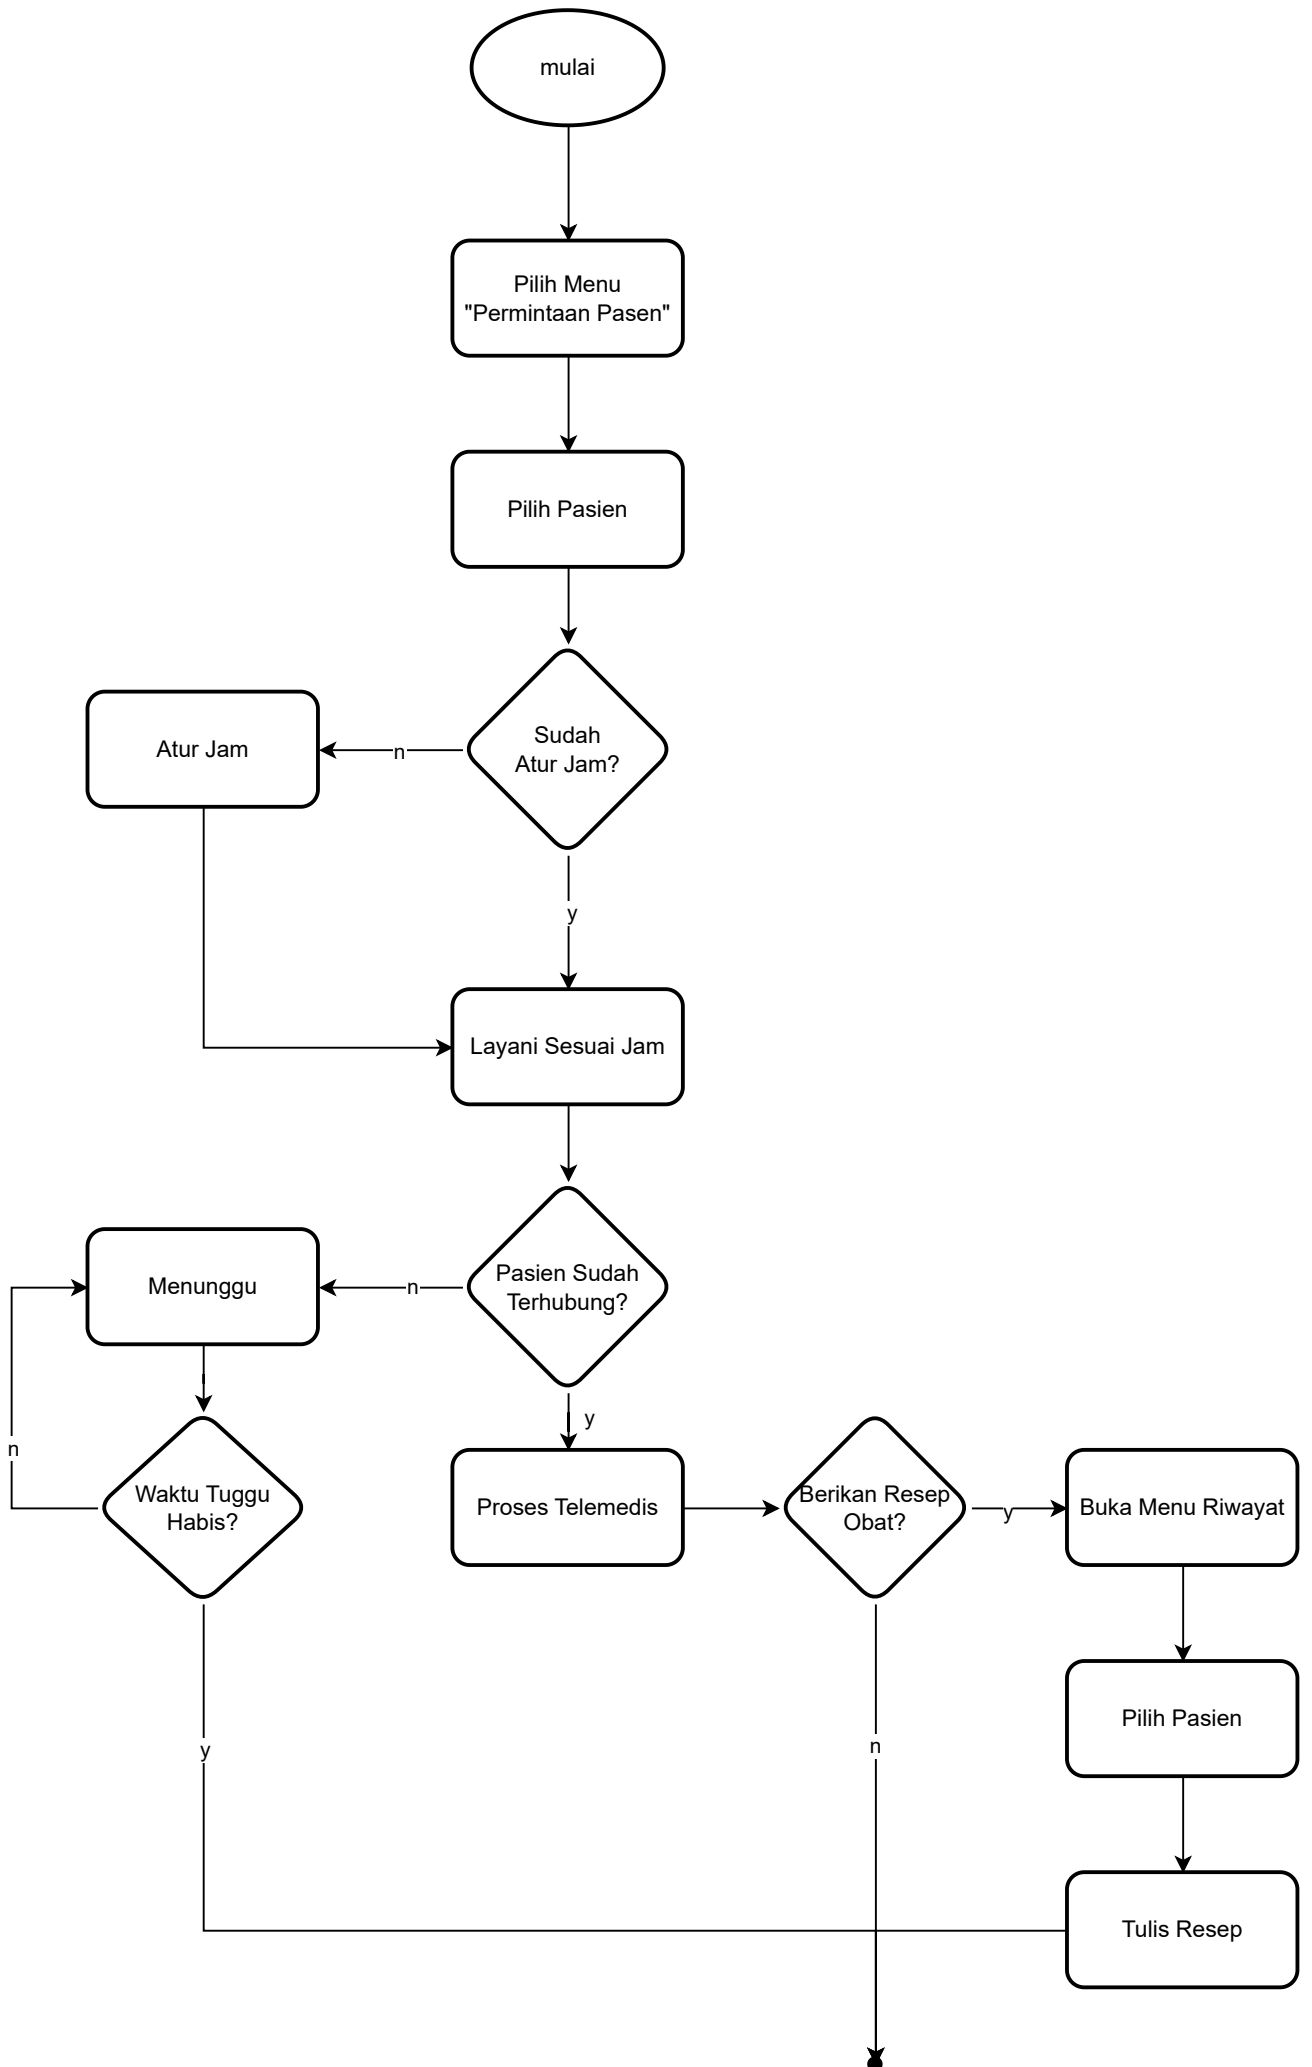 mulai
Pilih Menu
"Permintaan Pasen"
Pilih Pasien
Sudah
Atur Jam?
n
Atur Jam
y
Layani Sesuai Jam
Pasien Sudah
Terhubung?
n
Menunggu
y
Waktu Tuggu
Habis?
n
Proses Telemedis
Berikan Resep
Obat?
y
Buka Menu Riwayat
Pilih Pasien
n
y
Tulis Resep